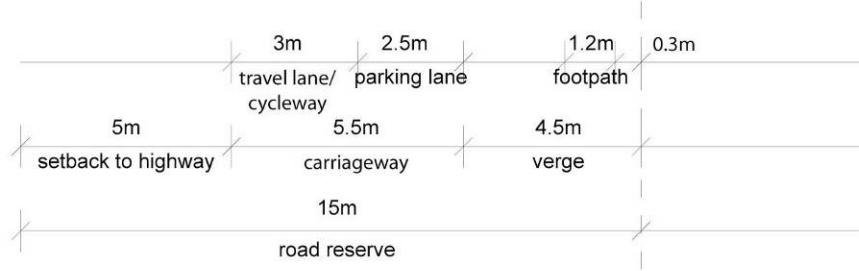 3m 2.5m 1.2m 0.3m
travel lane/ parking lane footpath
cycleway
5m 5.5m 4.5m
setback to highway carriageway verge
15m
road reserve